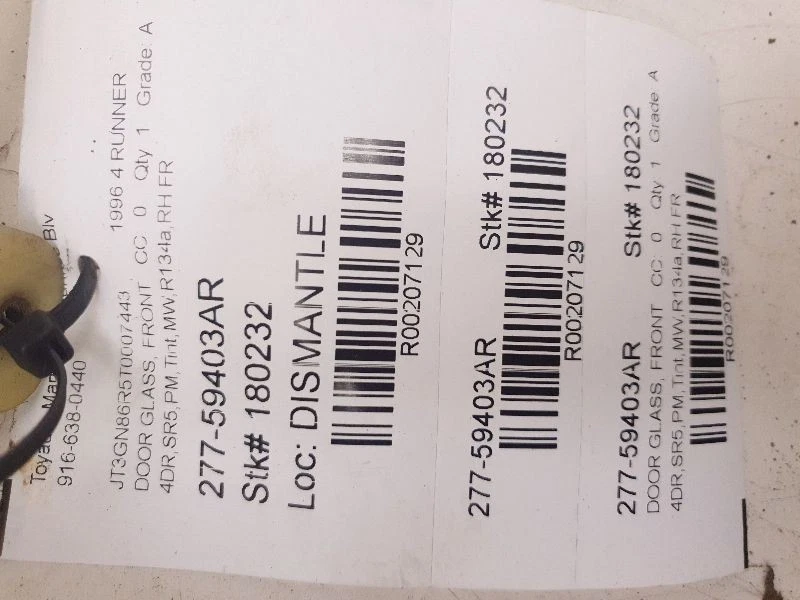 Blv
916-638-0440
JT3GN86R5T0007443 1996 4 RUNNER
DOOR GLASS, FRONT CC 0 Qty 1 Grade: A
4DR,SR5,PM,Tint,MW,R134a,RH FR
277-59403AR
Stk# 180232
Loc: DISMANTLE
R00207129
277-59403AR Stk# 180232
R00207129
277-59403AR Stk# 180232
DOOR GLASS, FRONT CC 0 Qty 1 Grade A
4DR,SR5,PM,Tint,MW,R134a,RH FR
R00207129